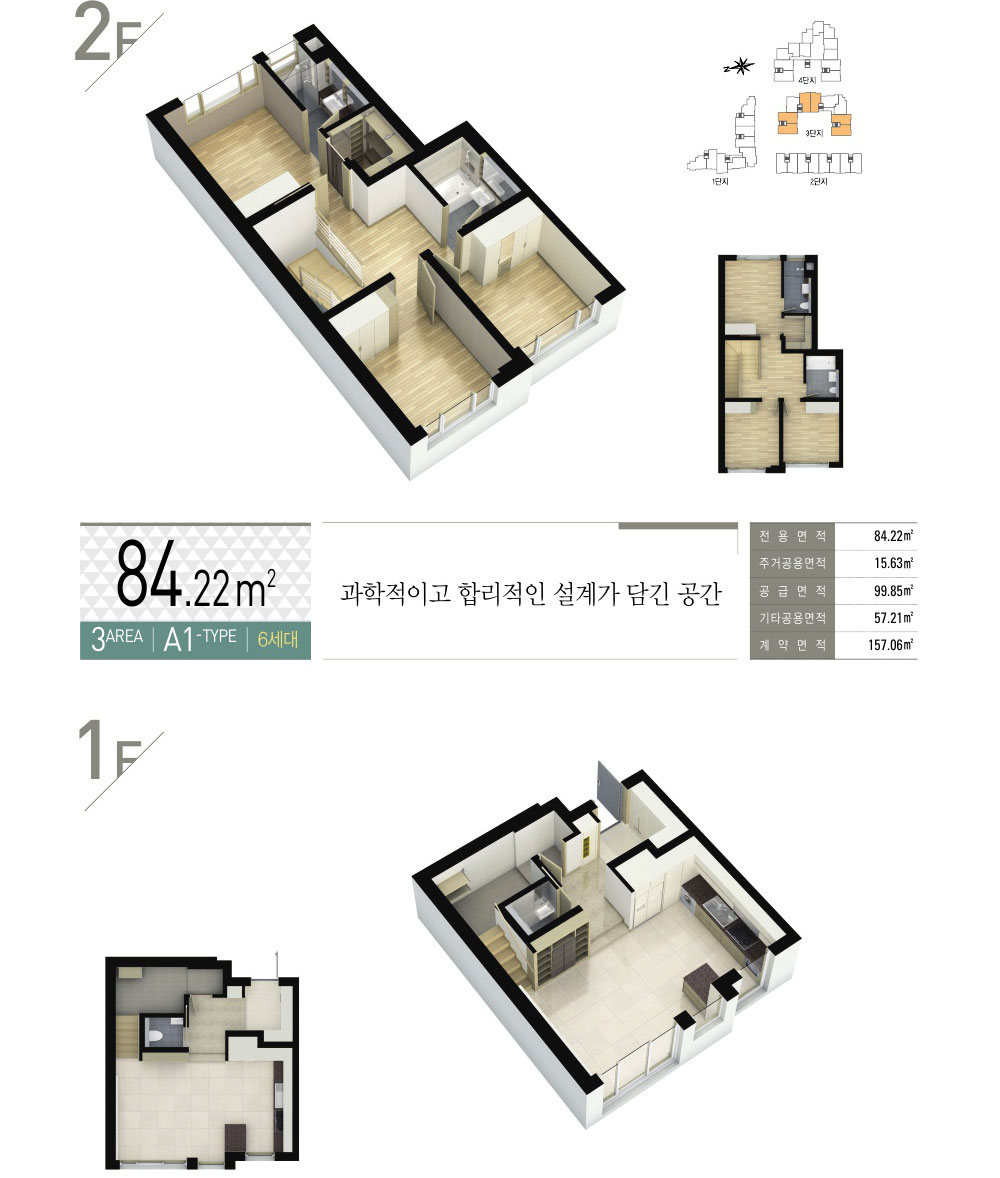 2F
N
4단지
3단지
1단지
2단지
84.22m²
3AREA | A1-TYPE | 6세대
과학적이고 합리적인 설계가 담긴 공간
전용면적 84.22㎡
주거공용면적 15.63㎡
공급면적 99.85㎡
기타공용면적 57.21㎡
계약면적 157.06㎡
1F